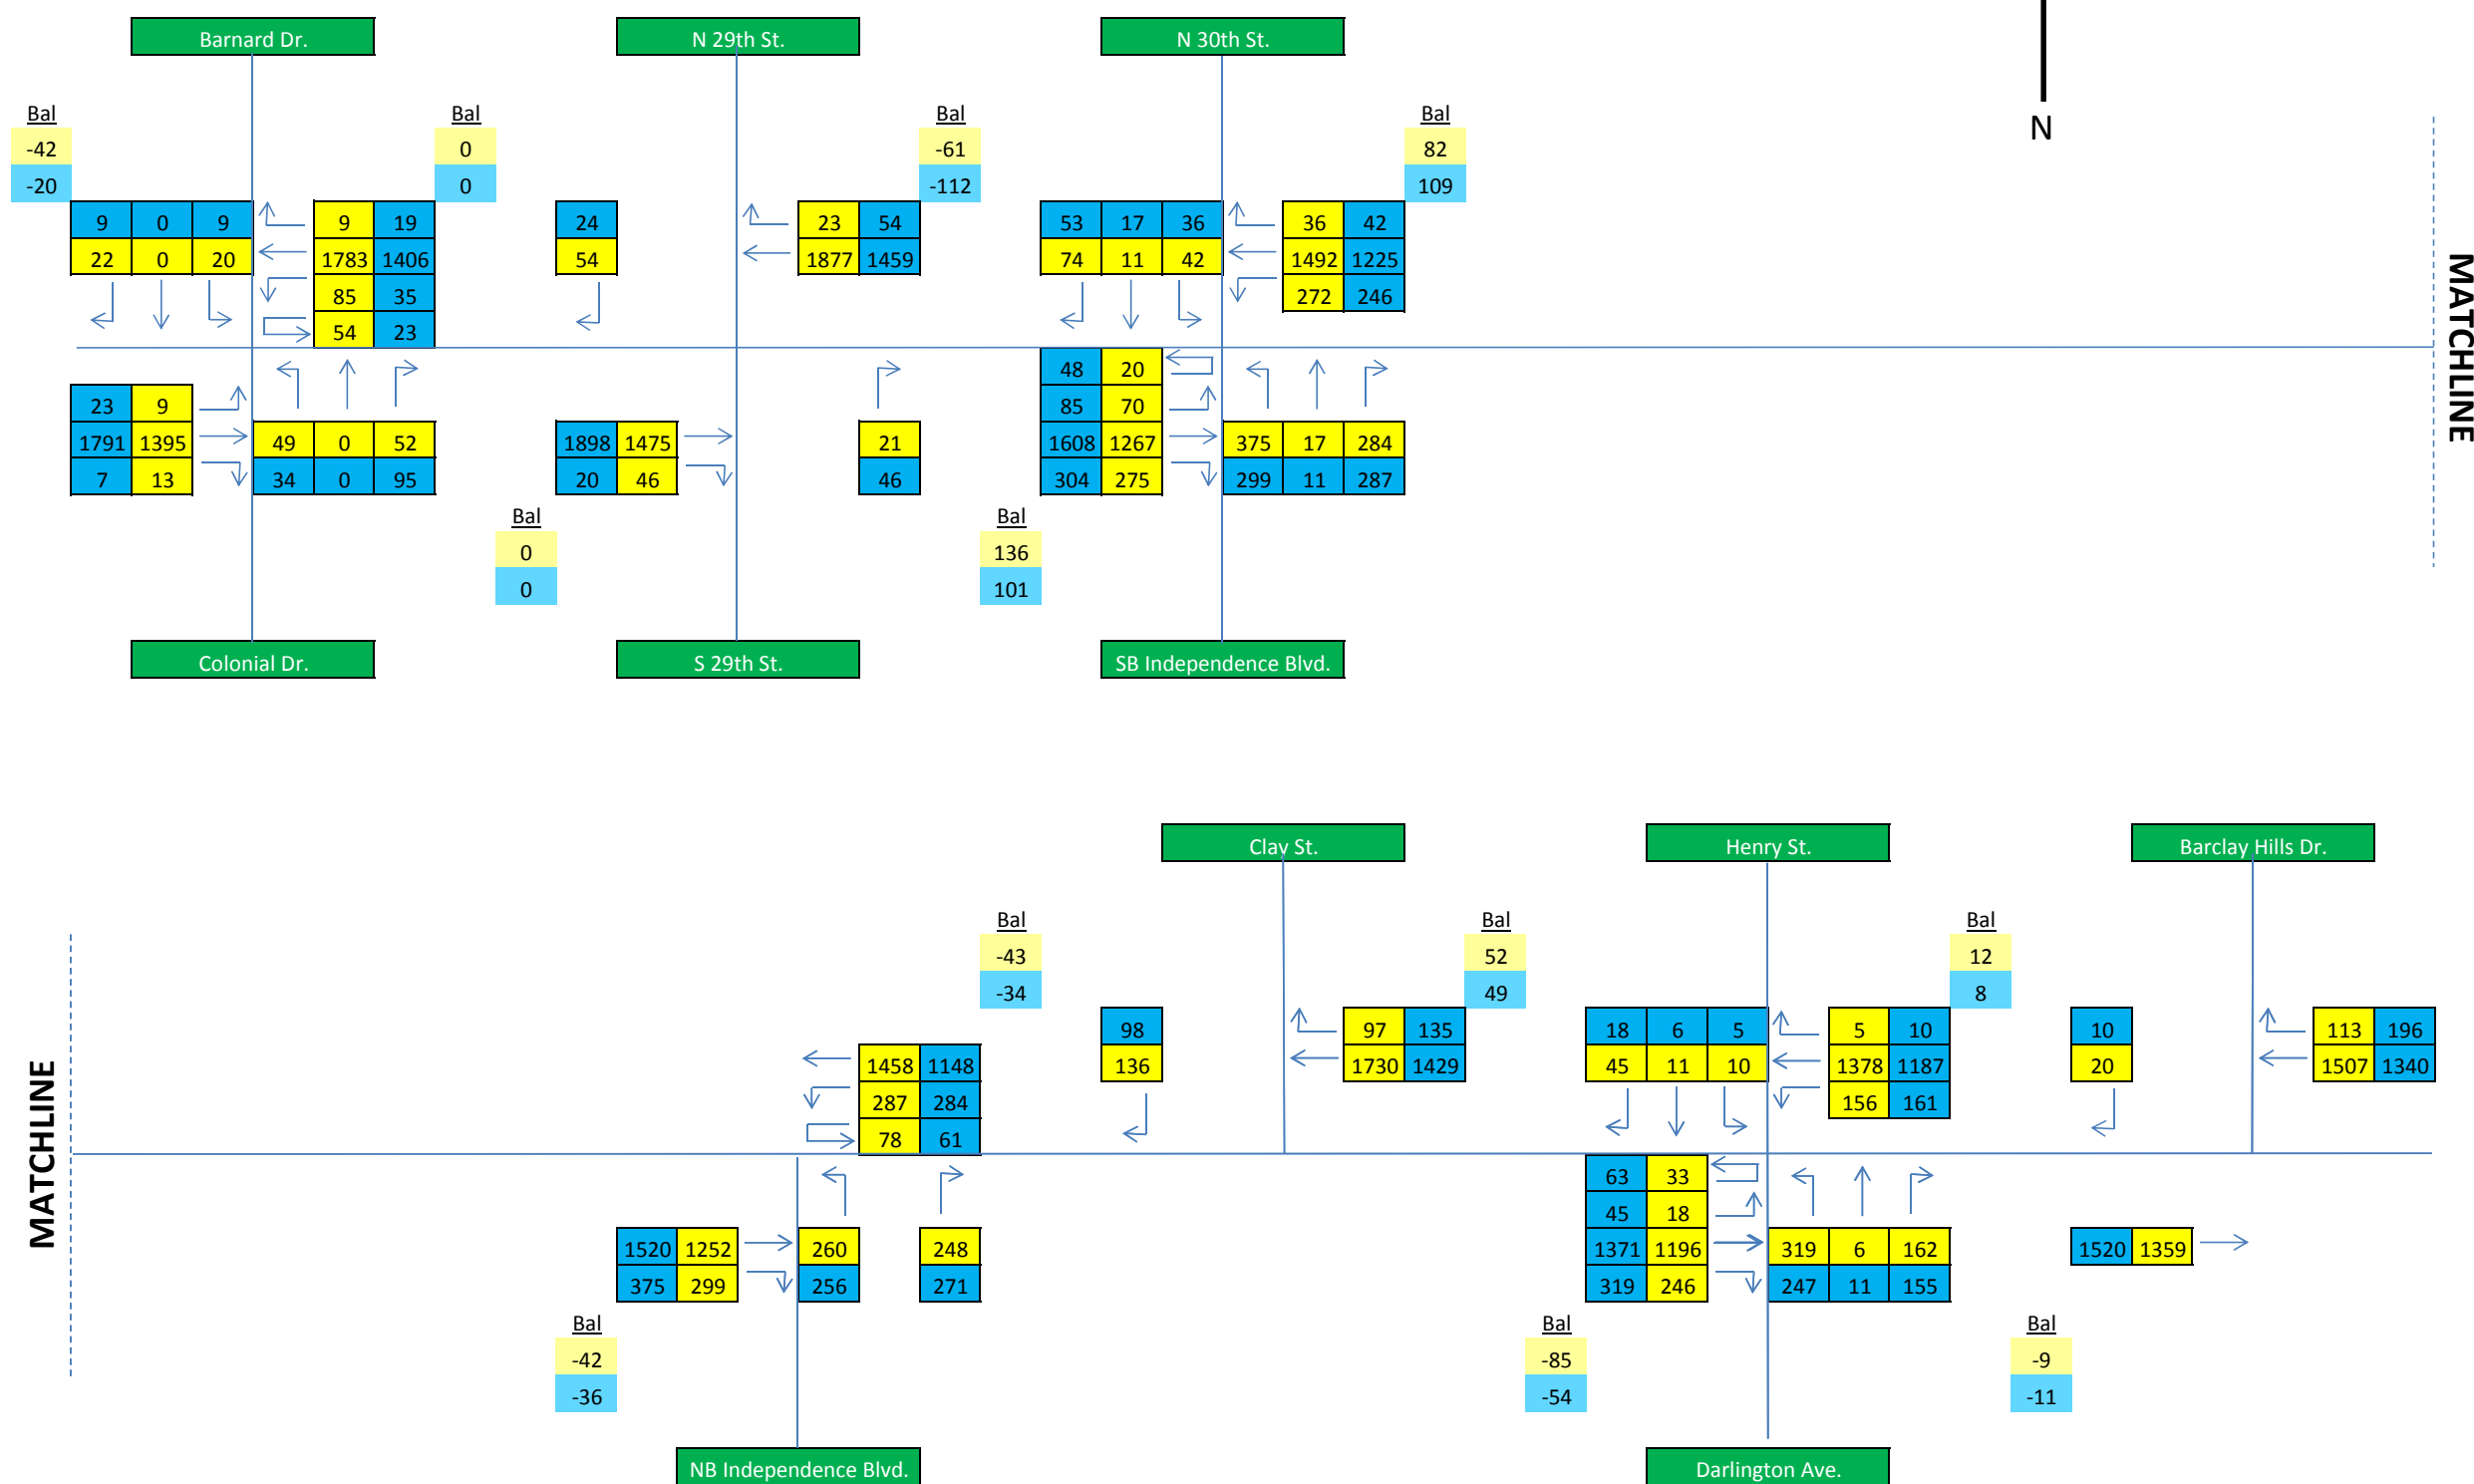 Barnard Dr. N 29th St. N 30th St.
N
Bal Bal Bal Bal
-42 0 -61 82
-20 0 -112 109
9 0 9 9 19 24 23 54 53 17 36 36 42
22 0 20 1783 1406 54 1877 1459 74 11 42 1492 1225
85 35 272 246
54 23
MATCHLINE
48 20
23 9 85 70
1791 1395 49 0 52 1898 1475 21 1608 1267 375 17 284
7 13 34 0 95 20 46 46 304 275 299 11 287
Bal Bal
0 136
0 101
Colonial Dr. S 29th St. SB Independence Blvd.
Clay St. Henry St. Barclay Hills Dr.
Bal Bal Bal
-43 52 12
-34 49 8
98 97 135 18 6 5 5 10 10 113 196
1458 1148 136 1730 1429 45 11 10 1378 1187 20 1507 1340
287 284 156 161
78 61
MATCHLINE
63 33
45 18
1520 1252 260 248 1371 1196 319 6 162 1520 1359
375 299 256 271 319 246 247 11 155
Bal Bal Bal
-42 -85 -9
-36 -54 -11
NB Independence Blvd. Darlington Ave.